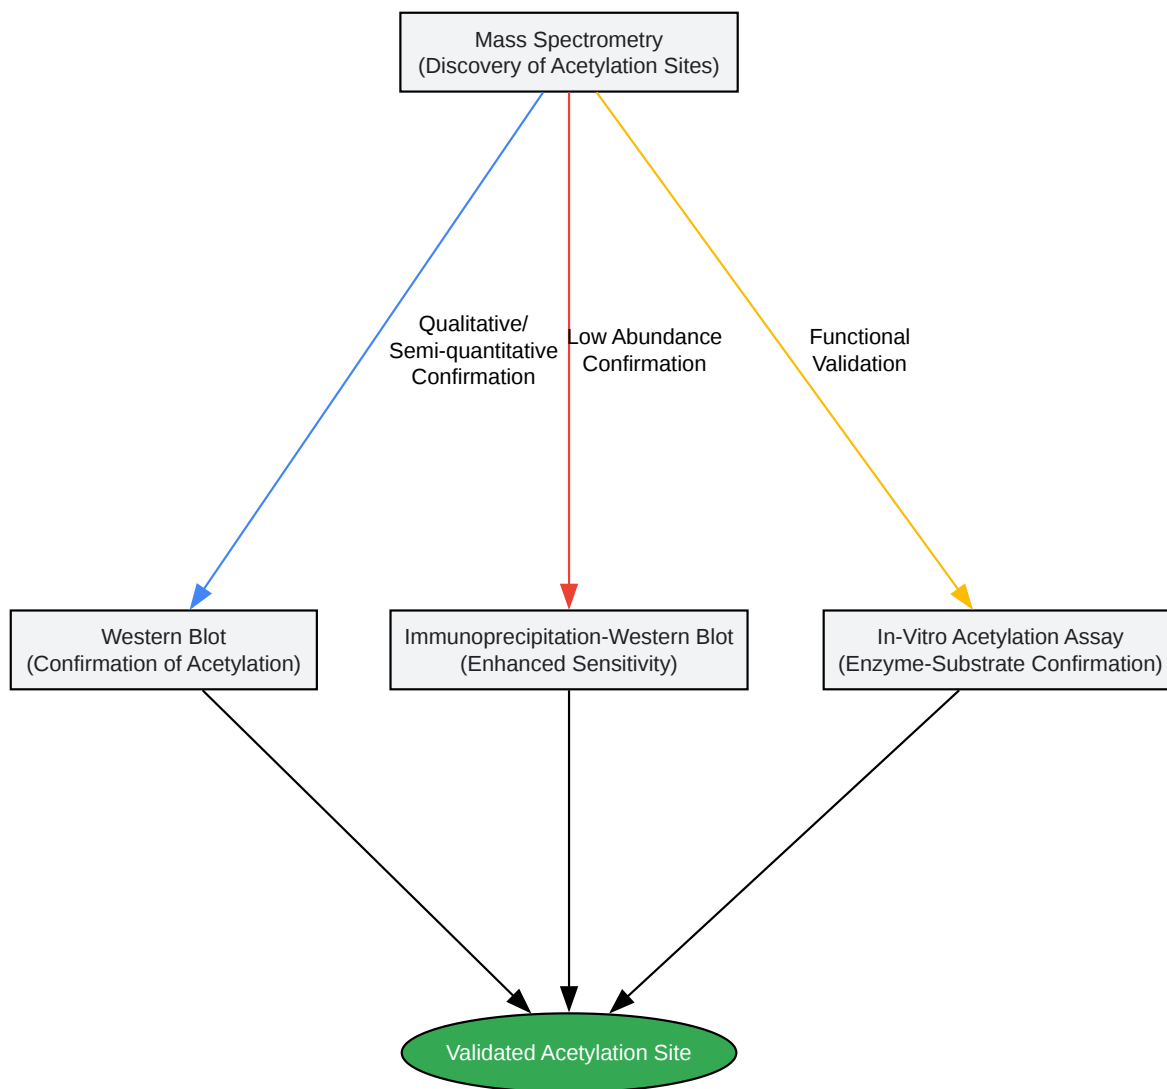 Mass Spectrometry
(Discovery of Acetylation Sites)
Qualitative/
Semi-quantitative
Confirmation
Low Abundance
Confirmation
Functional
Validation
Western Blot
(Confirmation of Acetylation)
Immunoprecipitation-Western Blot
(Enhanced Sensitivity)
In-Vitro Acetylation Assay
(Enzyme-Substrate Confirmation)
Validated Acetylation Site